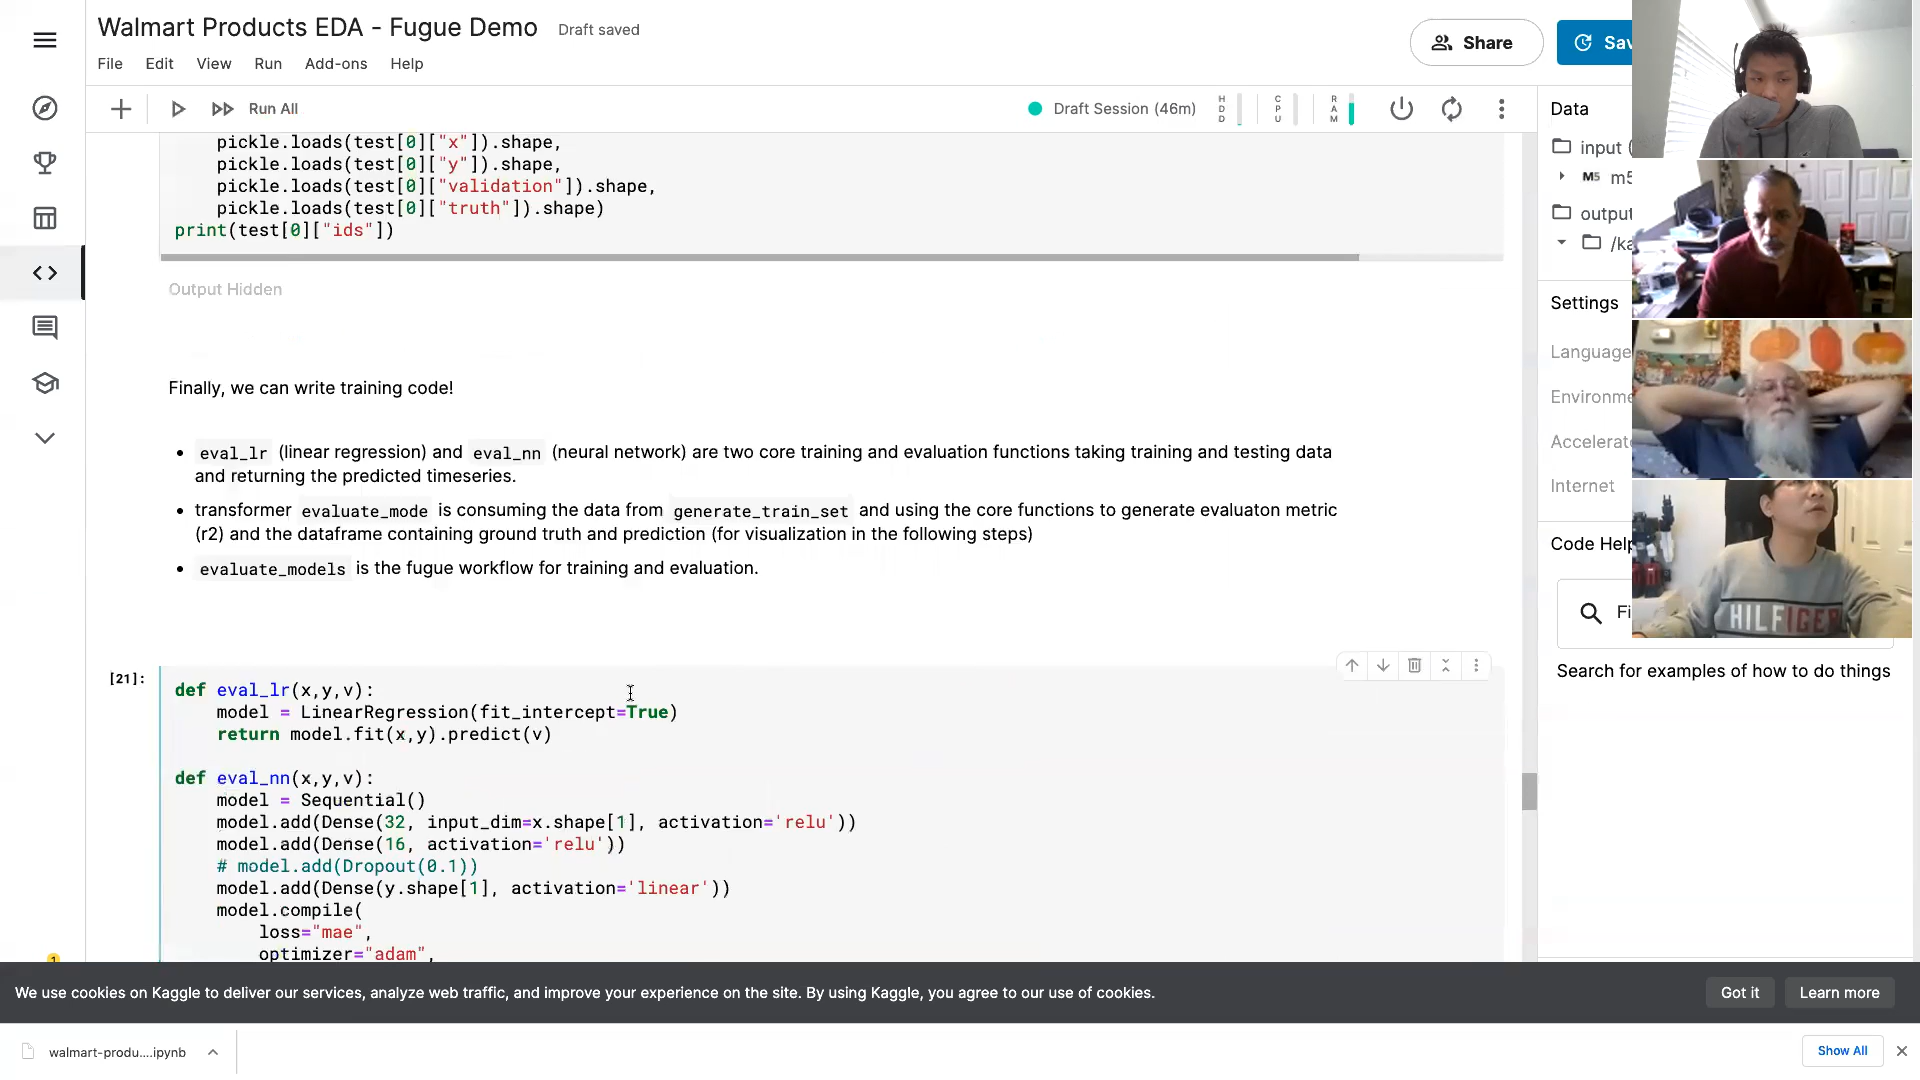 Walmart Products EDA - Fugue Demo
Draft saved
Share
Sav
File Edit View Run Add-ons Help
Run All
Draft Session (46m)
HDD
CPU
RAM
Data
pickle.loads(test[0]["x"]).shape,
pickle.loads(test[0]["y"]).shape,
pickle.loads(test[0]["validation"]).shape,
pickle.loads(test[0]["truth"]).shape)
print(test[0]["ids"])
Output Hidden
Finally, we can write training code!
eval_lr (linear regression) and eval_nn (neural network) are two core training and evaluation functions taking training and testing data
and returning the predicted timeseries.
transformer evaluate_mode is consuming the data from generate_train_set and using the core functions to generate evaluaton metric
(r2) and the dataframe containing ground truth and prediction (for visualization in the following steps)
evaluate_models is the fugue workflow for training and evaluation.
[21]:
def eval_lr(x,y,v):
model = LinearRegression(fit_intercept=True)
return model.fit(x,y).predict(v)
def eval_nn(x,y,v):
model = Sequential()
model.add(Dense(32, input_dim=x.shape[1], activation='relu'))
model.add(Dense(16, activation='relu'))
# model.add(Dropout(0.1))
model.add(Dense(y.shape[1], activation='linear'))
model.compile(
loss="mae",
optimizer="adam",
input (
M5 m5
output
/ka
Settings
Language
Environme
Accelerat
Internet
Code Help
Fi
Search for examples of how to do things
HILFIGER
1
We use cookies on Kaggle to deliver our services, analyze web traffic, and improve your experience on the site. By using Kaggle, you agree to our use of cookies.
Got it
Learn more
walmart-produ....ipynb
Show All